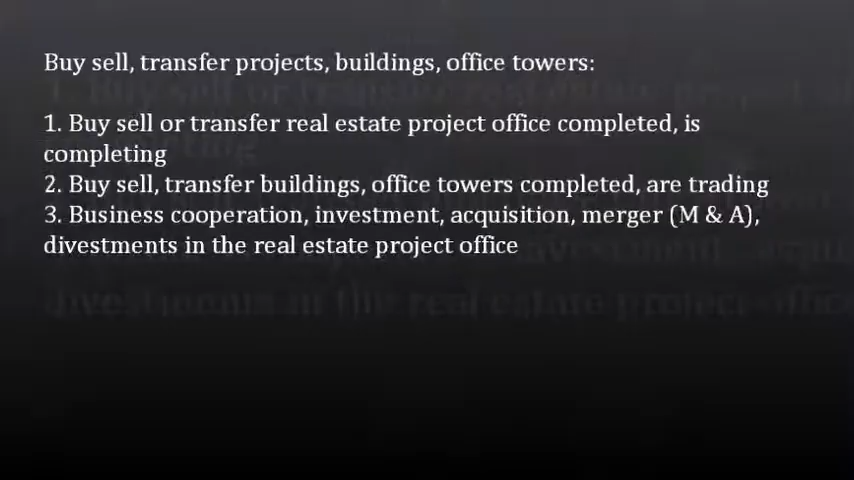 Buy sell, transfer projects, buildings, office towers:
1. Buy sell or transfer real estate project office completed, is
completing
2. Buy sell, transfer buildings, office towers completed, are trading
3. Business cooperation, investment, acquisition, merger (M & A),
divestments in the real estate project office